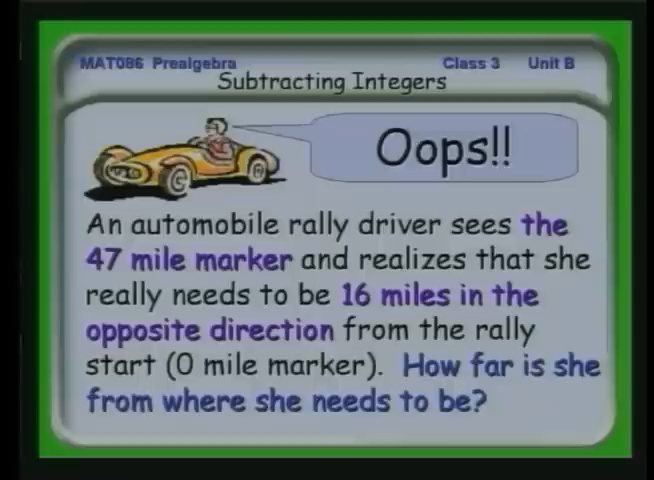 MAT086 Prealgebra Class 3 Unit B
Subtracting Integers
Oops!!
An automobile rally driver sees the
47 mile marker and realizes that she
really needs to be 16 miles in the
opposite direction from the rally
start (0 mile marker). How far is she
from where she needs to be?